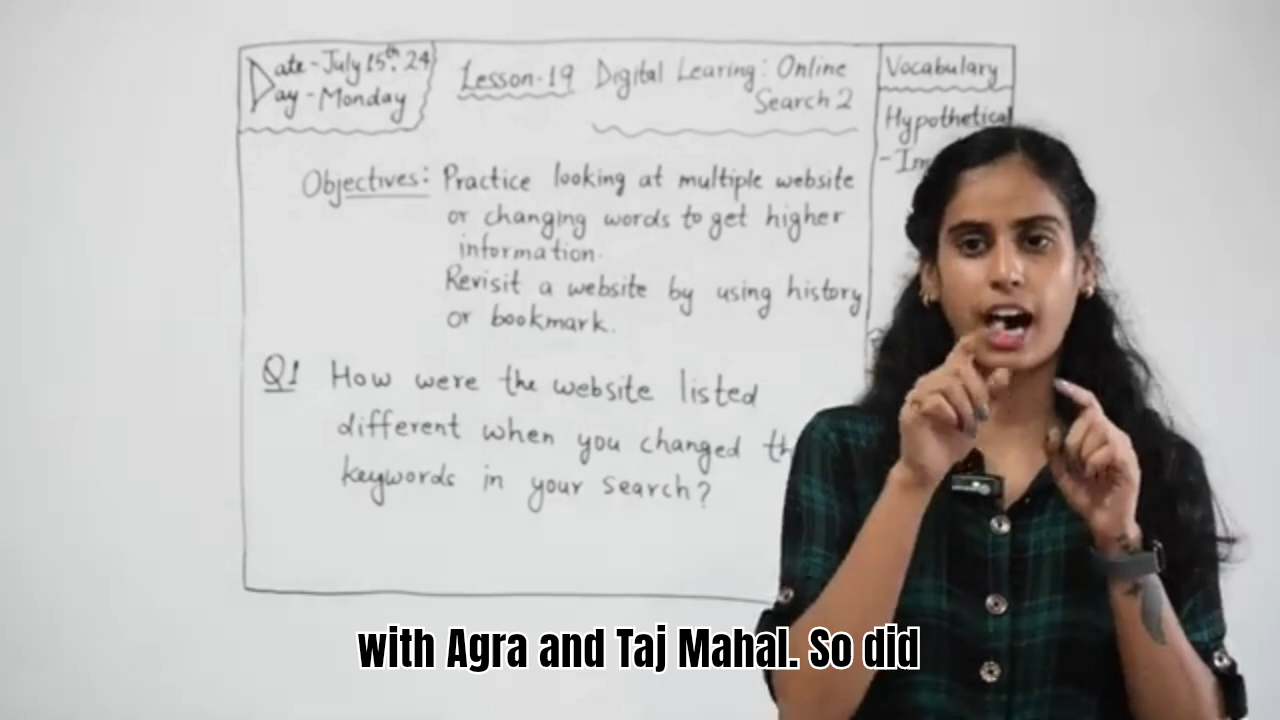 Date - July 15th, 24
Day - Monday
Lesson-19 Digital Learing: Online
Search 2
Vocabulary
Hypothetical
Objectives: Practice looking at multiple website
or changing words to get higher
information.
Revisit a website by using history
or bookmark.
Q1 How were the website listed
different when you changed
keywords in your search?
with Agra and Taj Mahal. So did